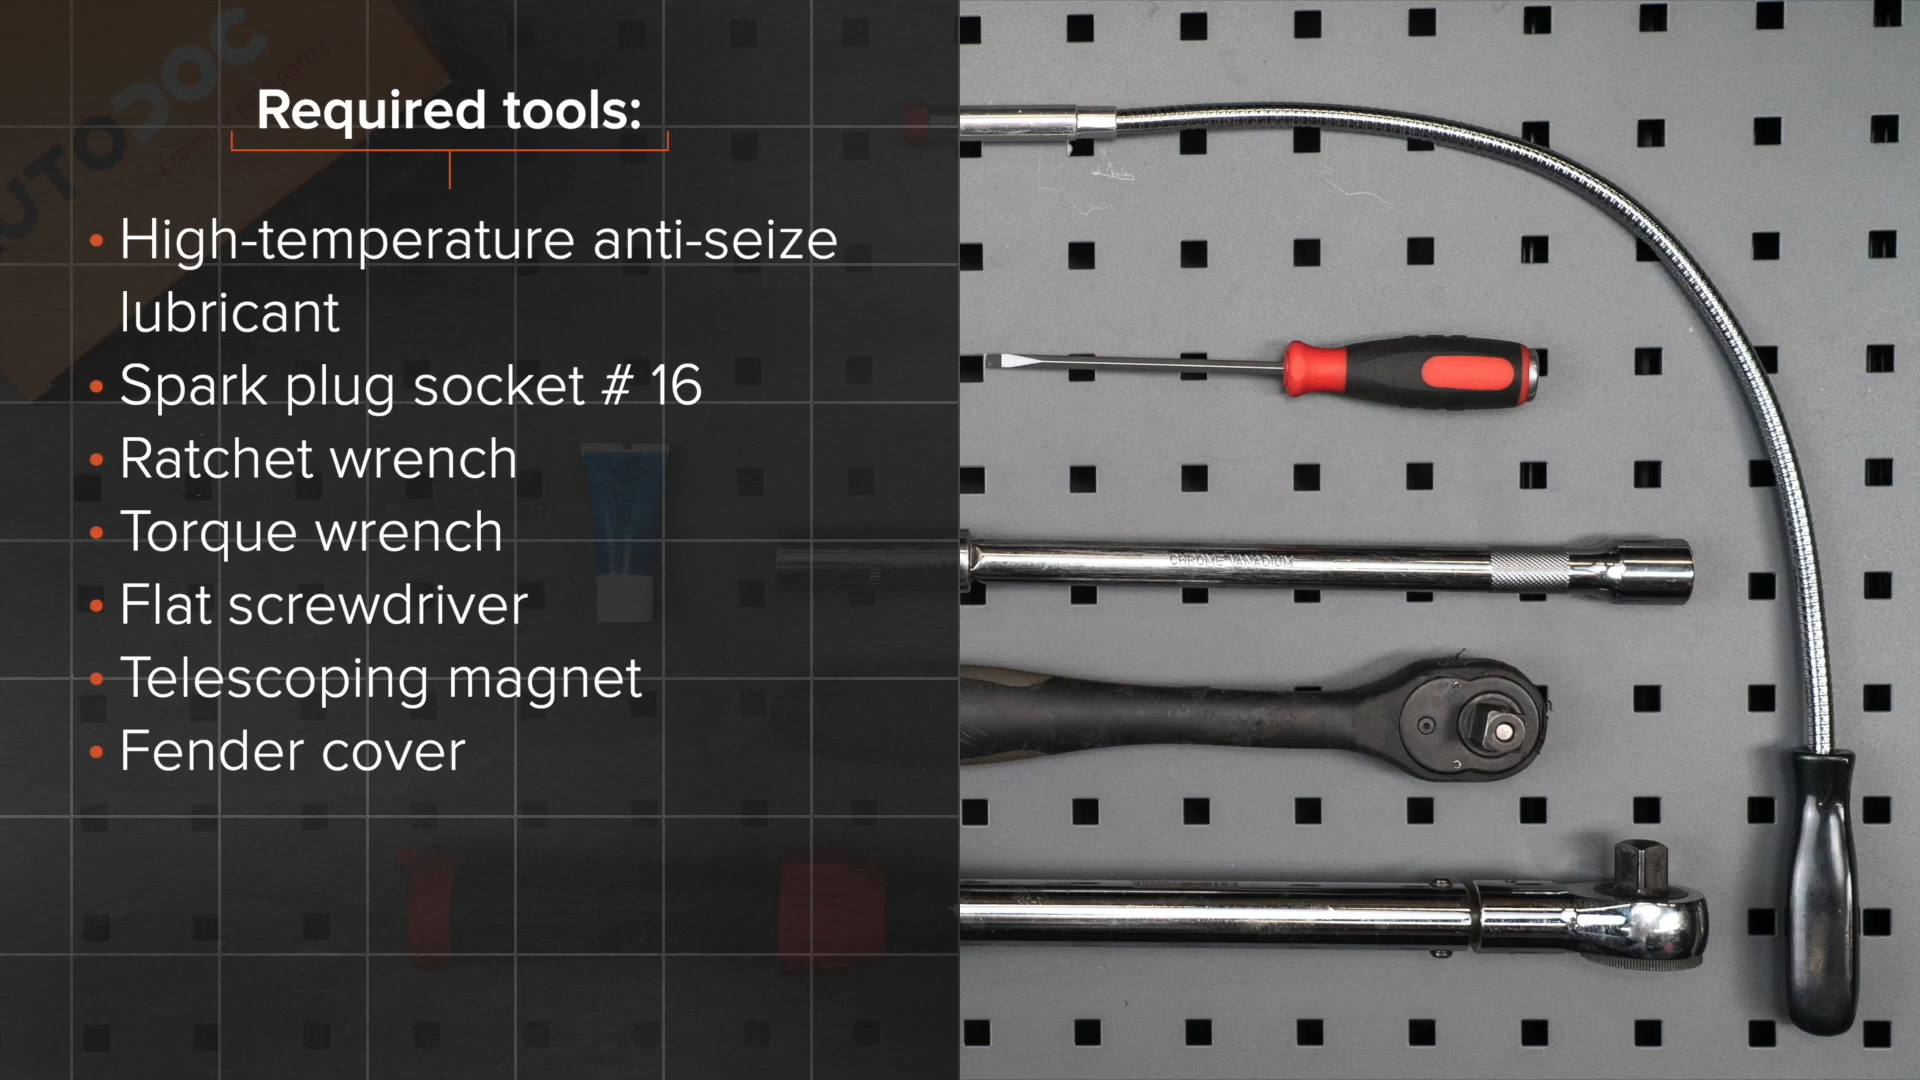 AUTODOC
Required tools:
• High-temperature anti-seize
lubricant
• Spark plug socket # 16
• Ratchet wrench
• Torque wrench
• Flat screwdriver
• Telescoping magnet
• Fender cover
CHROME VANADIUM